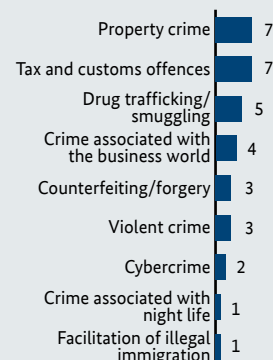 Property crime 7
Tax and customs offences 7
Drug trafficking/
smuggling 5
Crime associated with
the business world 4
Counterfeiting/forgery 3
Violent crime 3
Cybercrime 2
Crime associated with
night life 1
Facilitation of illegal
immigration 1